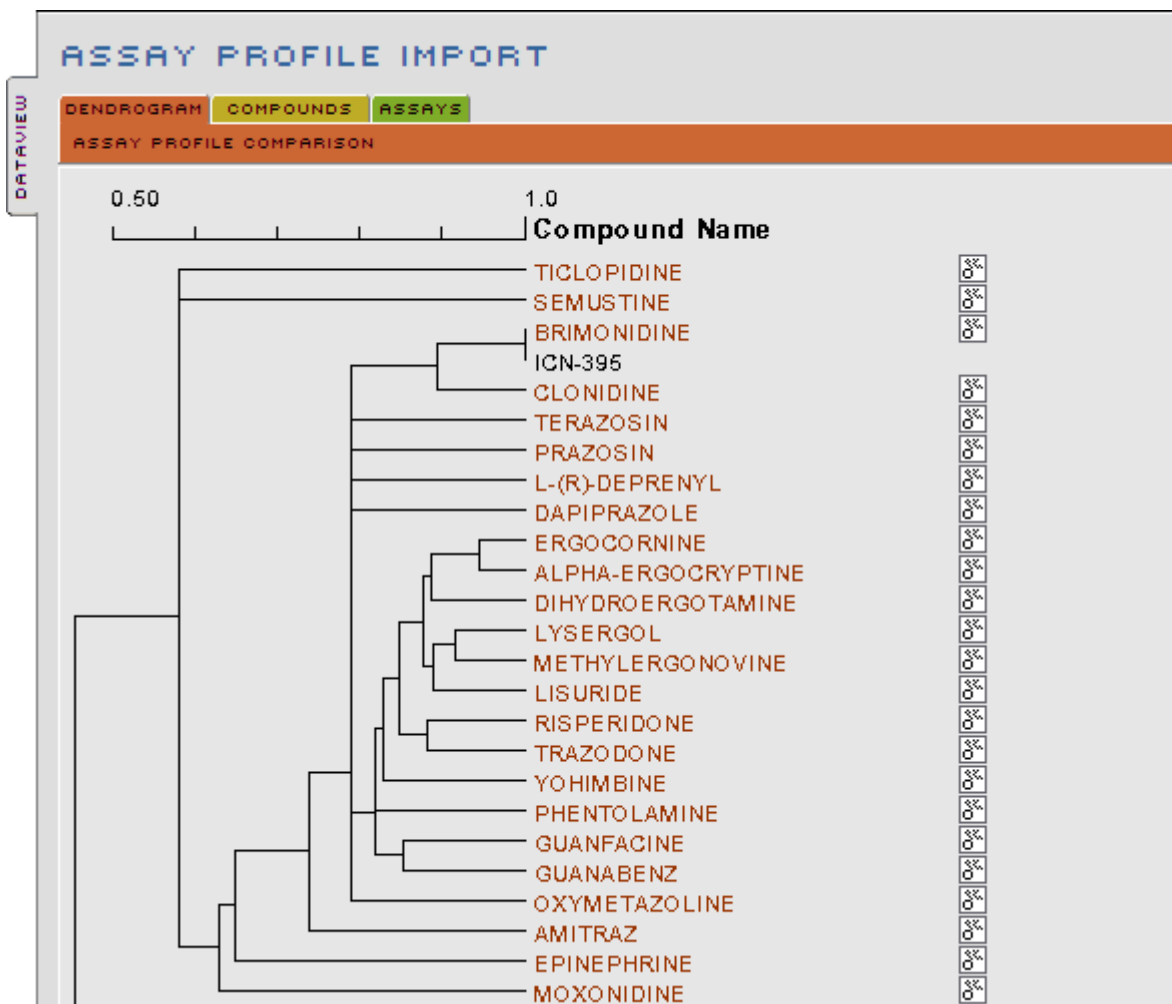 ASSAY PROFILE IMPORT
DATAVIEW
DENDROGRAM COMPOUNDS ASSAYS
ASSAY PROFILE COMPARISON
0.50 1.0
Compound Name
TICLOPIDINE
SEMUSTINE
BRIMONIDINE
ICN-395
CLONIDINE
TERAZOSIN
PRAZOSIN
L-(R)-DEPRENYL
DAPIPRAZOLE
ERGOCORNINE
ALPHA-ERGOCRYPTINE
DIHYDROERGOTAMINE
LYSERGOL
METHYLERGONOVINE
LISURIDE
RISPERIDONE
TRAZODONE
YOHIMBINE
PHENTOLAMINE
GUANFACINE
GUANABENZ
OXYMETAZOLINE
AMITRAZ
EPINEPHRINE
MOXONIDINE